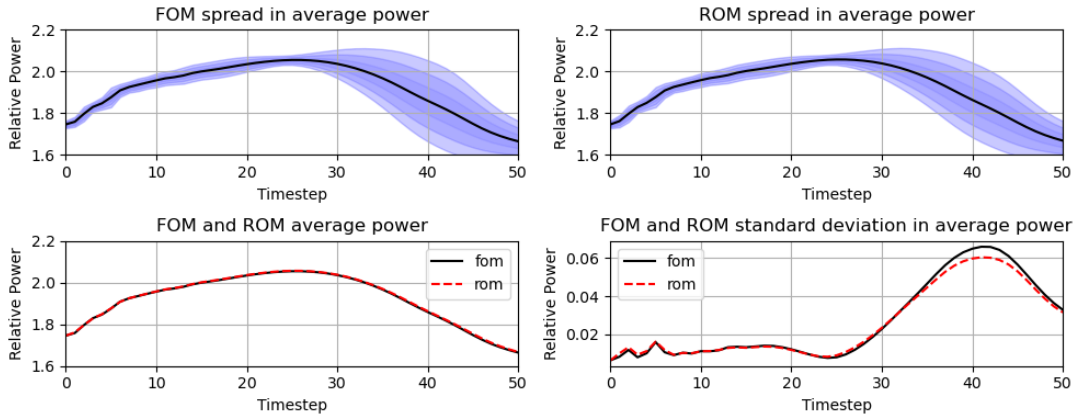 FOM spread in average power
ROM spread in average power
2.2
2.0
1.8
1.6
Relative Power
0 10 20 30 40 50
Timestep
2.2
2.0
1.8
1.6
Relative Power
0 10 20 30 40 50
Timestep
FOM and ROM average power
FOM and ROM standard deviation in average power
2.2
2.0
1.8
1.6
Relative Power
fom
rom
0 10 20 30 40 50
Timestep
0.06
0.04
0.02
Relative Power
fom
rom
0 10 20 30 40 50
Timestep